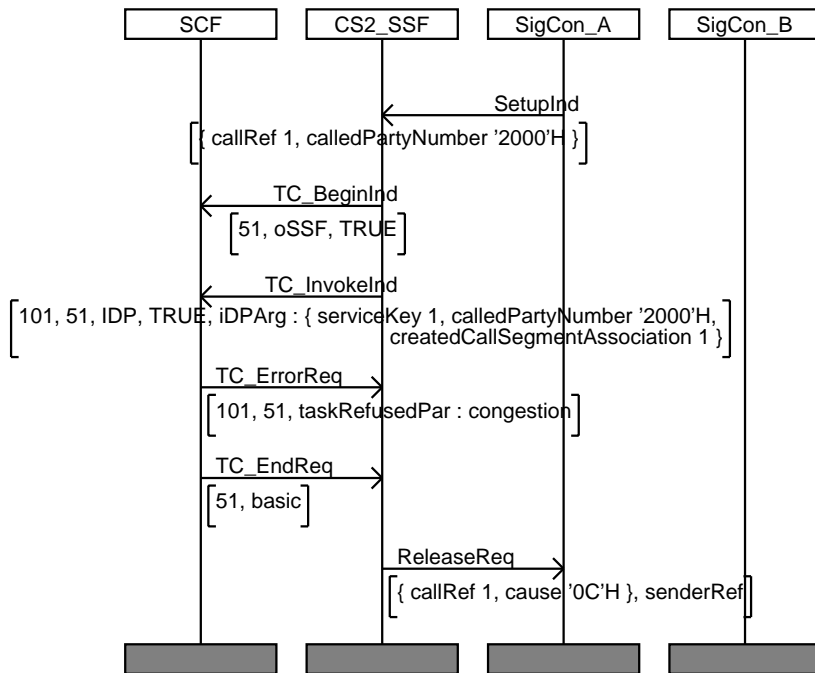 SCF CS2_SSF SigCon_A SigCon_B
SetupInd
{ callRef 1, calledPartyNumber ’2000’H }
TC_BeginInd
51, oSSF, TRUE
TC_InvokeInd
101, 51, IDP, TRUE, iDPArg : { serviceKey 1, calledPartyNumber ’2000’H,
createdCallSegmentAssociation 1 }
TC_ErrorReq
101, 51, taskRefusedPar : congestion
TC_EndReq
51, basic
ReleaseReq
{ callRef 1, cause ’0C’H }, senderRef